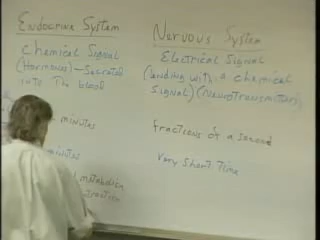 Endocrine System
Chemical Signal
(Hormones) - Secreted
into The blood
minutes
minutes
metabolism
Nervous System
Electrical Signal
(ending with a chemical
signal) (Neurotransmitters)
Fractions of a second
Very Short Time